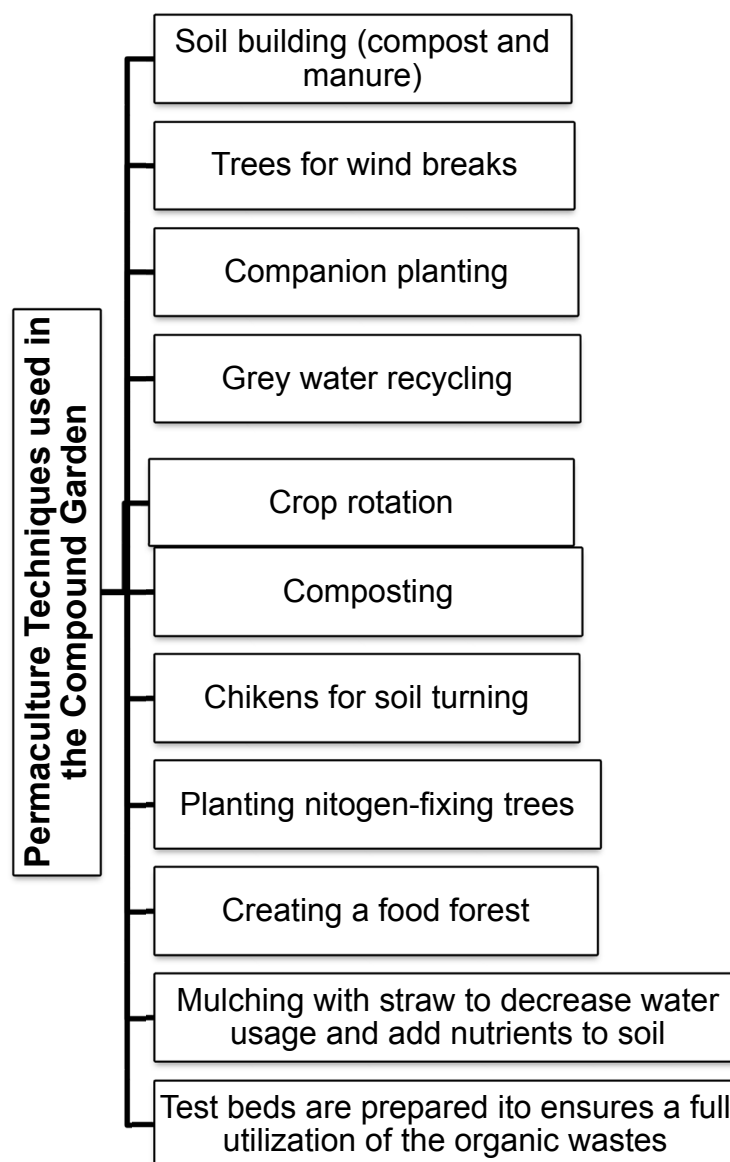 Permaculture Techniques used in
the Compound Garden
Soil building (compost and
manure)
Trees for wind breaks
Companion planting
Grey water recycling
Crop rotation
Composting
Chikens for soil turning
Planting nitogen-fixing trees
Creating a food forest
Mulching with straw to decrease water
usage and add nutrients to soil
Test beds are prepared ito ensures a full
utilization of the organic wastes